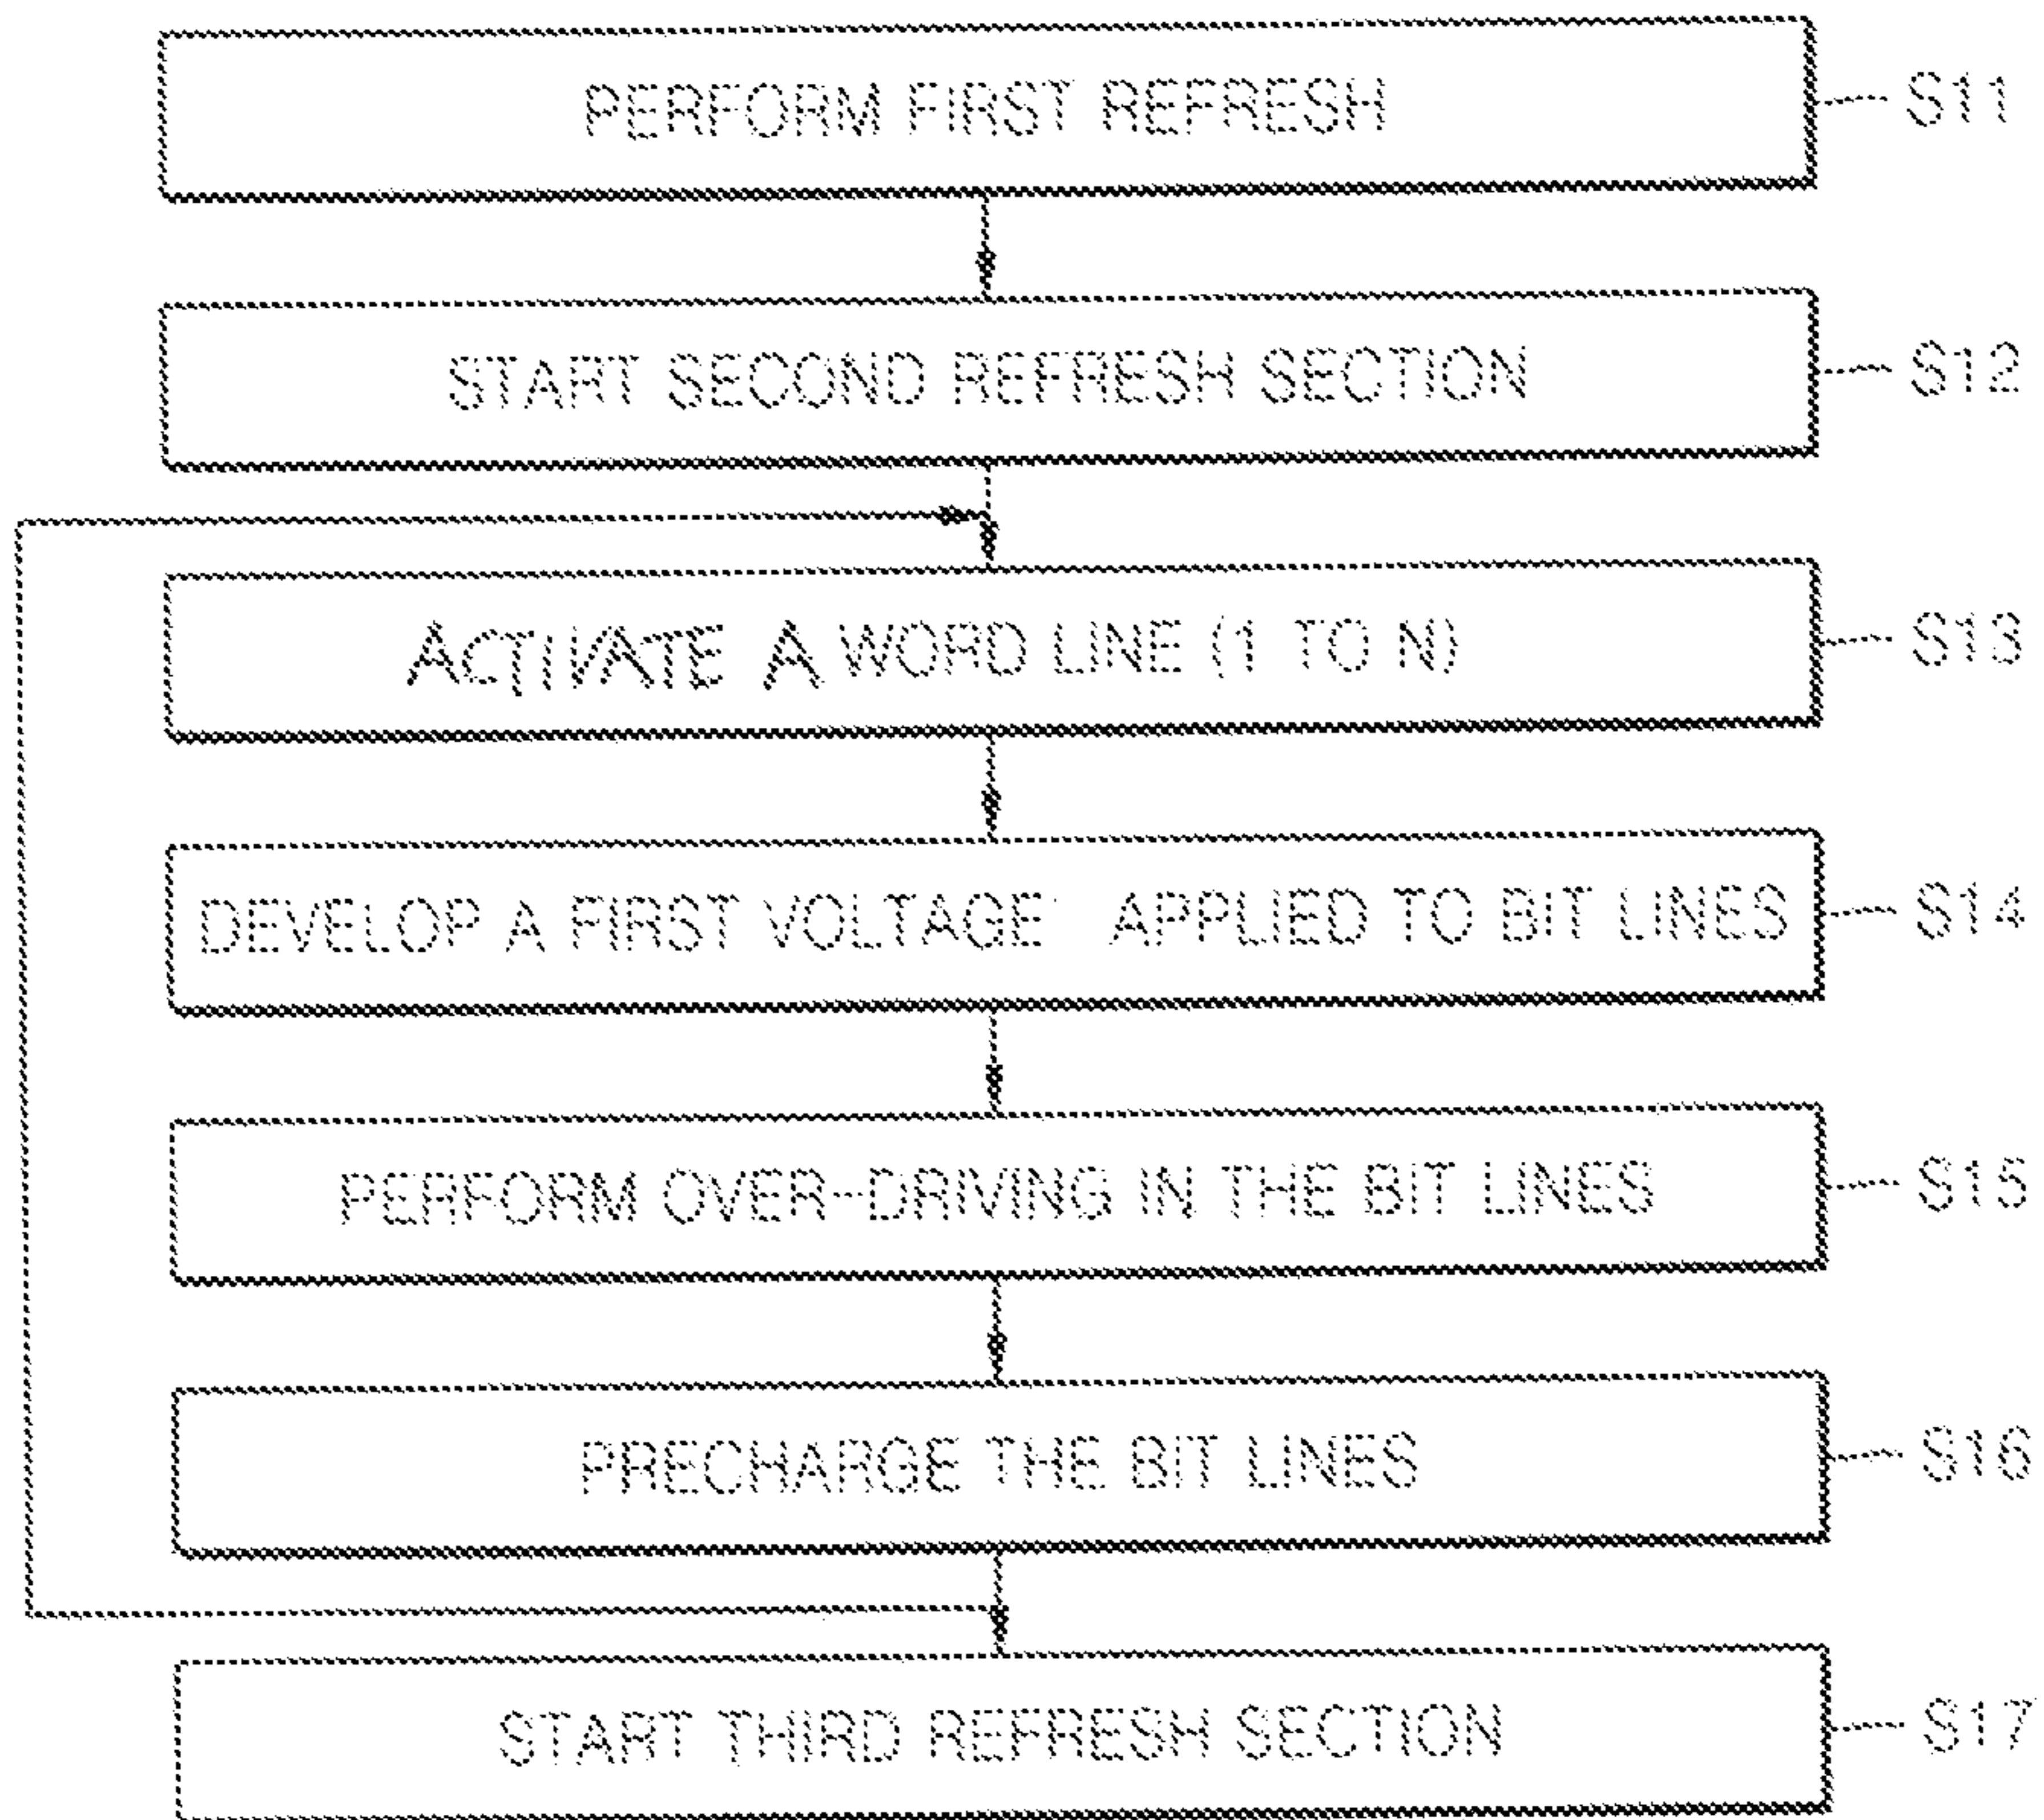 PERFORM FIRST REFRESH S11
START SECOND REFRESH SECTION S12
ACTIVATE A WORD LINE (1 TO N) S13
DEVELOP A FIRST VOLTAGE APPLIED TO BIT LINES S14
PERFORM OVER-DRIVING IN THE BIT LINES S15
PRECHARGE THE BIT LINES S16
START THIRD REFRESH SECTION S17